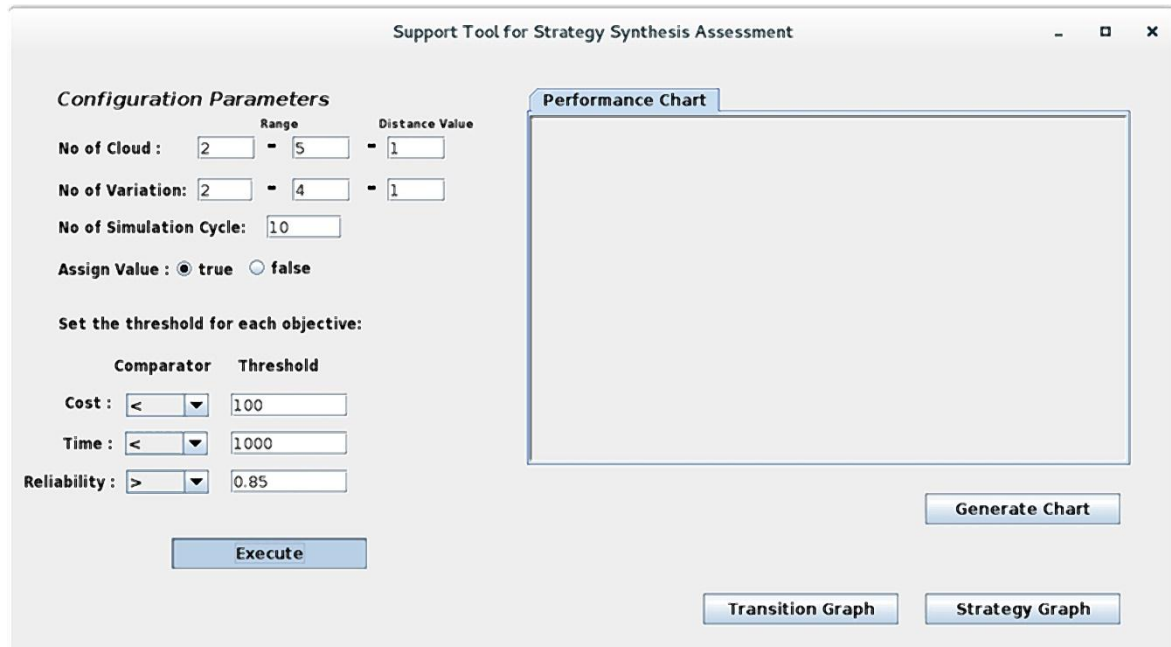 Support Tool for Strategy Synthesis Assessment
Configuration Parameters
Range Distance Value
No of Cloud : 2 - 5 - 1
No of Variation: 2 - 4 - 1
No of Simulation Cycle: 10
Assign Value : true false
Set the threshold for each objective:
Comparator Threshold
Cost : < 100
Time : < 1000
Reliability : > 0.85
Execute
Performance Chart
Generate Chart
Transition Graph Strategy Graph